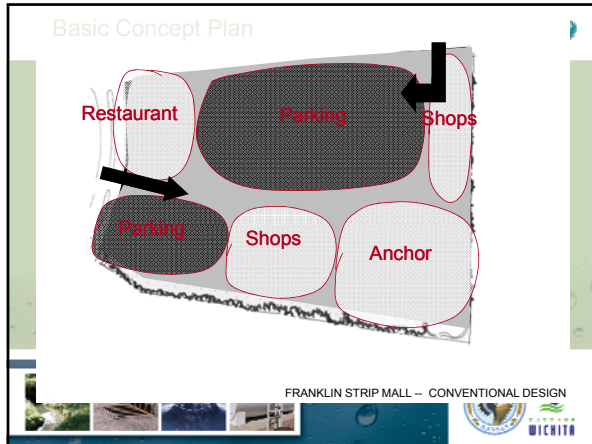 Basic Concept Plan
Restaurant
Parking
Shops
Parking
Shops
Anchor
FRANKLIN STRIP MALL -- CONVENTIONAL DESIGN
WICHITA